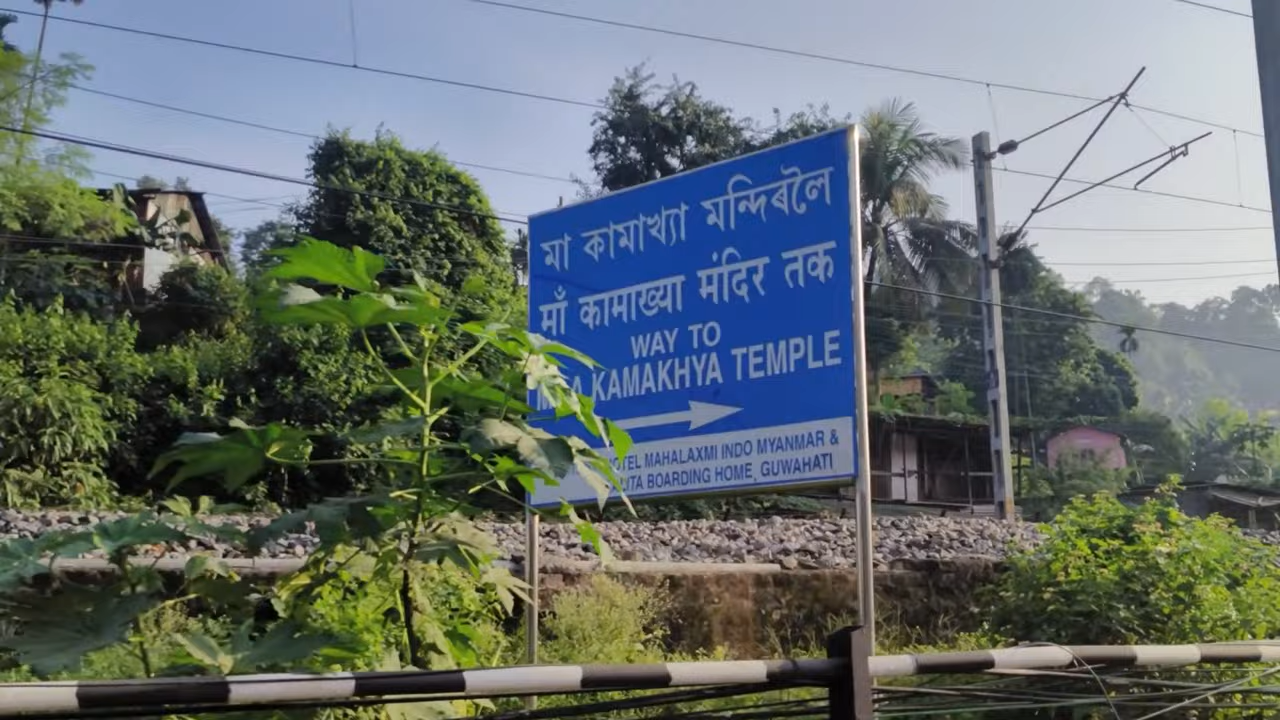 মা কামাখ্যা মন্দিৰলৈ
माँ कामाख्या मंदिर तक
WAY TO
KAMAKHYA TEMPLE
MAHALAXMI INDO MYANMAR &
BOARDING HOME, GUWAHATI